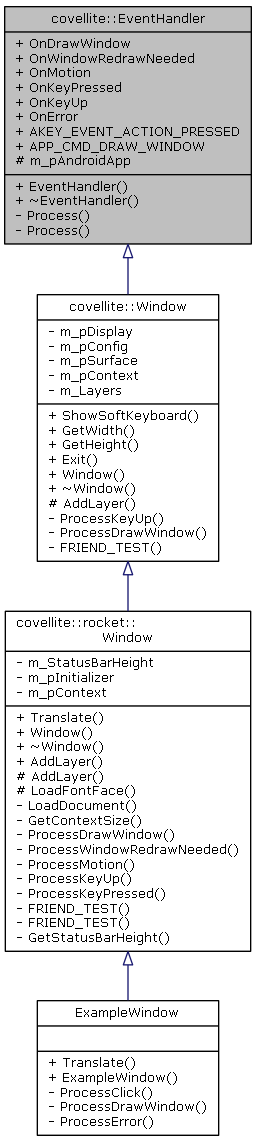 covellite::EventHandler
+ OnDrawWindow
+ OnWindowRedrawNeeded
+ OnMotion
+ OnKeyPressed
+ OnKeyUp
+ OnError
+ AKEY_EVENT_ACTION_PRESSED
+ APP_CMD_DRAW_WINDOW
# m_pAndroidApp
+ EventHandler()
+ ~EventHandler()
- Process()
- Process()
covellite::Window
- m_pDisplay
- m_pConfig
- m_pSurface
- m_pContext
- m_Layers
+ ShowSoftKeyboard()
+ GetWidth()
+ GetHeight()
+ Exit()
+ Window()
+ ~Window()
# AddLayer()
- ProcessKeyUp()
- ProcessDrawWindow()
- FRIEND_TEST()
covellite::rocket::
Window
- m_StatusBarHeight
- m_pInitializer
- m_pContext
+ Translate()
+ Window()
+ ~Window()
+ AddLayer()
# AddLayer()
# LoadFontFace()
- LoadDocument()
- GetContextSize()
- ProcessDrawWindow()
- ProcessWindowRedrawNeeded()
- ProcessMotion()
- ProcessKeyUp()
- ProcessKeyPressed()
- FRIEND_TEST()
- FRIEND_TEST()
- GetStatusBarHeight()
ExampleWindow
+ Translate()
+ ExampleWindow()
- ProcessClick()
- ProcessDrawWindow()
- ProcessError()